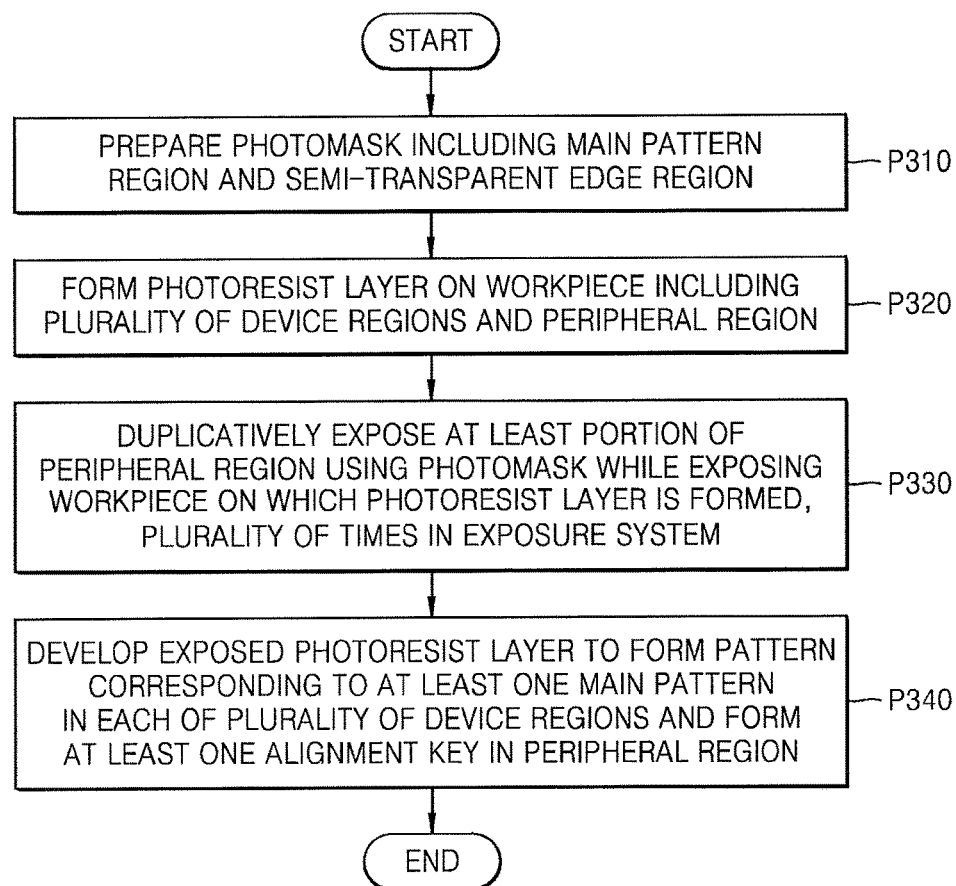 START
PREPARE PHOTOMASK INCLUDING MAIN PATTERN
REGION AND SEMI-TRANSPARENT EDGE REGION
P310
FORM PHOTORESIST LAYER ON WORKPIECE INCLUDING
PLURALITY OF DEVICE REGIONS AND PERIPHERAL REGION
P320
DUPLICATIVELY EXPOSE AT LEAST PORTION OF
PERIPHERAL REGION USING PHOTOMASK WHILE EXPOSING
WORKPIECE ON WHICH PHOTORESIST LAYER IS FORMED,
PLURALITY OF TIMES IN EXPOSURE SYSTEM
P330
DEVELOP EXPOSED PHOTORESIST LAYER TO FORM PATTERN
CORRESPONDING TO AT LEAST ONE MAIN PATTERN
IN EACH OF PLURALITY OF DEVICE REGIONS AND FORM
AT LEAST ONE ALIGNMENT KEY IN PERIPHERAL REGION
P340
END